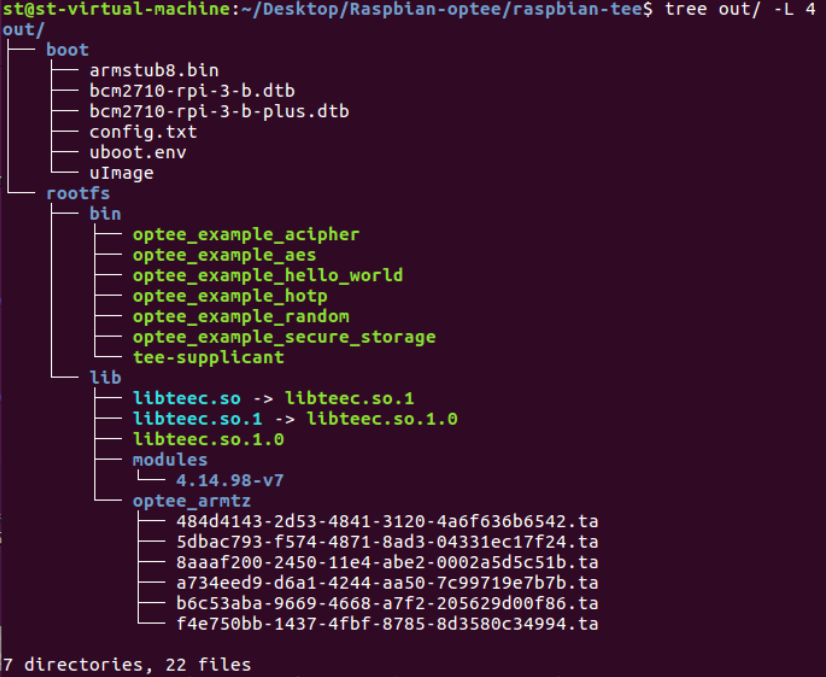 st@st-virtual-machine:~/Desktop/Raspbian-optee/raspbian-tee$ tree out/ -L 4
out/
├── boot
│   ├── armstub8.bin
│   ├── bcm2710-rpi-3-b.dtb
│   ├── bcm2710-rpi-3-b-plus.dtb
│   ├── config.txt
│   ├── uboot.env
│   └── uImage
└── rootfs
    ├── bin
    │   ├── optee_example_acipher
    │   ├── optee_example_aes
    │   ├── optee_example_hello_world
    │   ├── optee_example_hotp
    │   ├── optee_example_random
    │   ├── optee_example_secure_storage
    │   └── tee-supplicant
    └── lib
        ├── libteec.so -> libteec.so.1
        ├── libteec.so.1 -> libteec.so.1.0
        ├── libteec.so.1.0
        ├── modules
        │   └── 4.14.98-v7
        └── optee_armtz
            ├── 484d4143-2d53-4841-3120-4a6f636b6542.ta
            ├── 5dbac793-f574-4871-8ad3-04331ec17f24.ta
            ├── 8aaaf200-2450-11e4-abe2-0002a5d5c51b.ta
            ├── a734eed9-d6a1-4244-aa50-7c99719e7b7b.ta
            ├── b6c53aba-9669-4668-a7f2-205629d00f86.ta
            └── f4e750bb-1437-4fbf-8785-8d3580c34994.ta
7 directories, 22 files